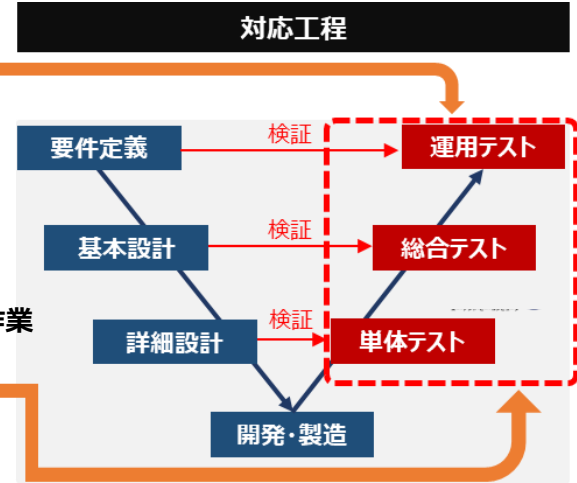 対応工程
要件定義
検証
運用テスト
基本設計
検証
総合テスト
作業
詳細設計
検証
単体テスト
開発・製造